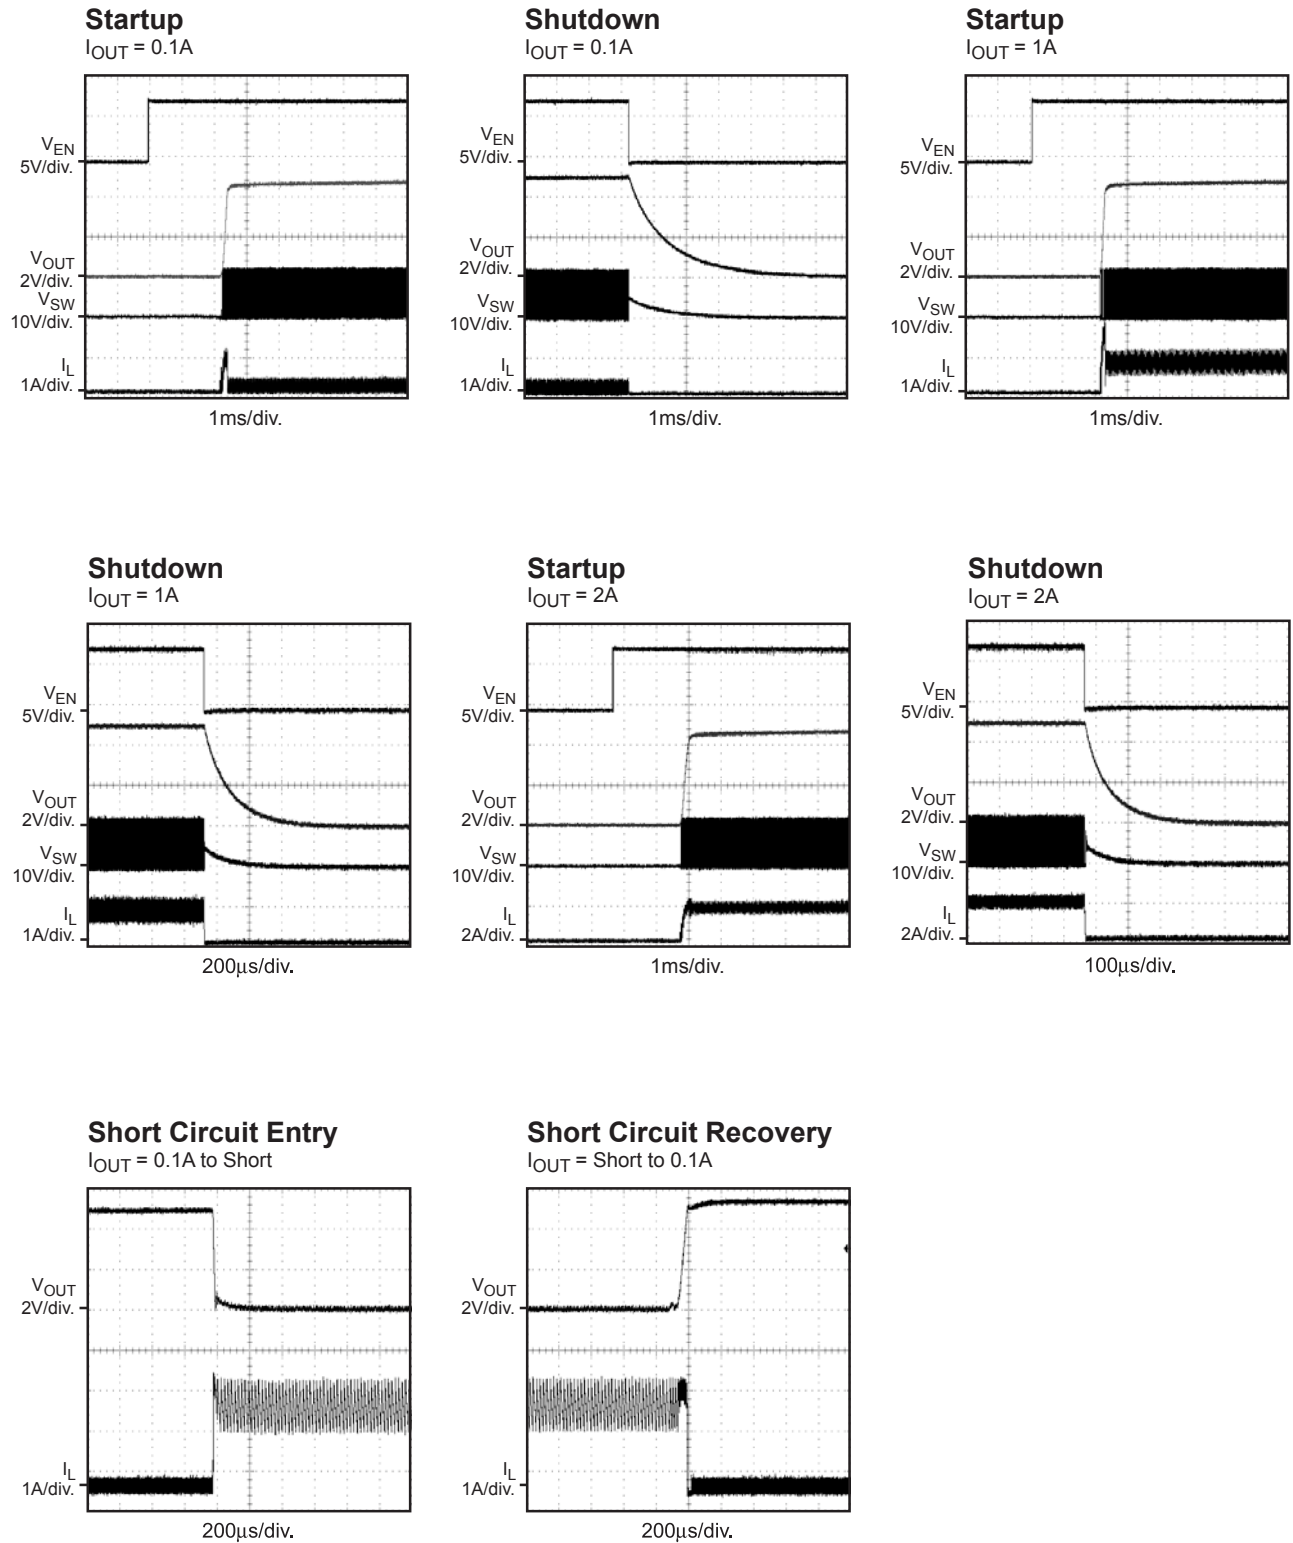 Startup
IOUT = 0.1A
VEN
5V/div.
VOUT
2V/div.
VSW
10V/div.
IL
1A/div.
1ms/div.
Shutdown
IOUT = 0.1A
VEN
5V/div.
VOUT
2V/div.
VSW
10V/div.
IL
1A/div.
1ms/div.
Startup
IOUT = 1A
VEN
5V/div.
VOUT
2V/div.
VSW
10V/div.
IL
1A/div.
1ms/div.
Shutdown
IOUT = 1A
VEN
5V/div.
VOUT
2V/div.
VSW
10V/div.
IL
1A/div.
200µs/div.
Startup
IOUT = 2A
VEN
5V/div.
VOUT
2V/div.
VSW
10V/div.
IL
2A/div.
1ms/div.
Shutdown
IOUT = 2A
VEN
5V/div.
VOUT
2V/div.
VSW
10V/div.
IL
2A/div.
100µs/div.
Short Circuit Entry
IOUT = 0.1A to Short
VOUT
2V/div.
IL
1A/div.
200µs/div.
Short Circuit Recovery
IOUT = Short to 0.1A
VOUT
2V/div.
IL
1A/div.
200µs/div.